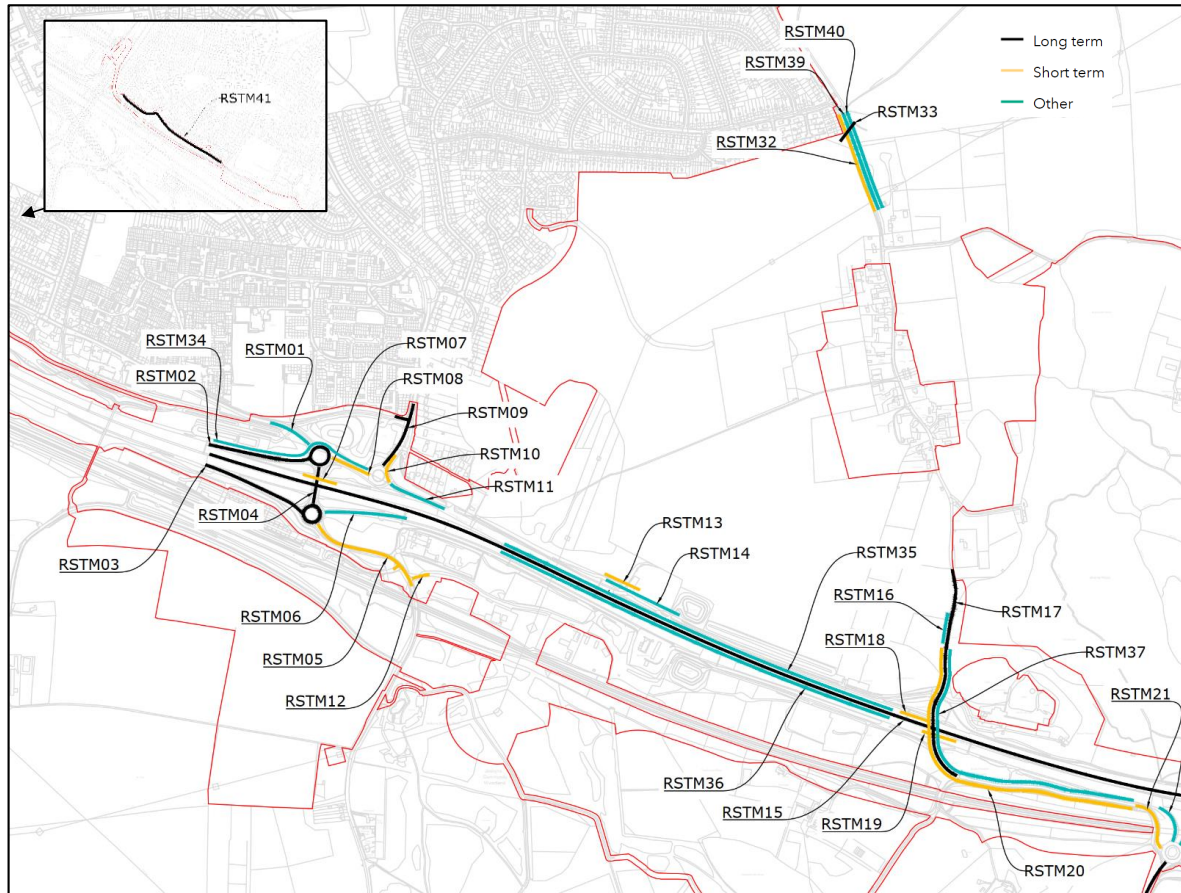 RSTM41
RSTM40
RSTM39
RSTM33
RSTM32
Long term
Short term
Other
RSTM34
RSTM01
RSTM07
RSTM02
RSTM08
RSTM09
RSTM10
RSTM11
RSTM04
RSTM03
RSTM13
RSTM14
RSTM35
RSTM16
RSTM17
RSTM06
RSTM18
RSTM37
RSTM05
RSTM21
RSTM12
RSTM36
RSTM15
RSTM19
RSTM20